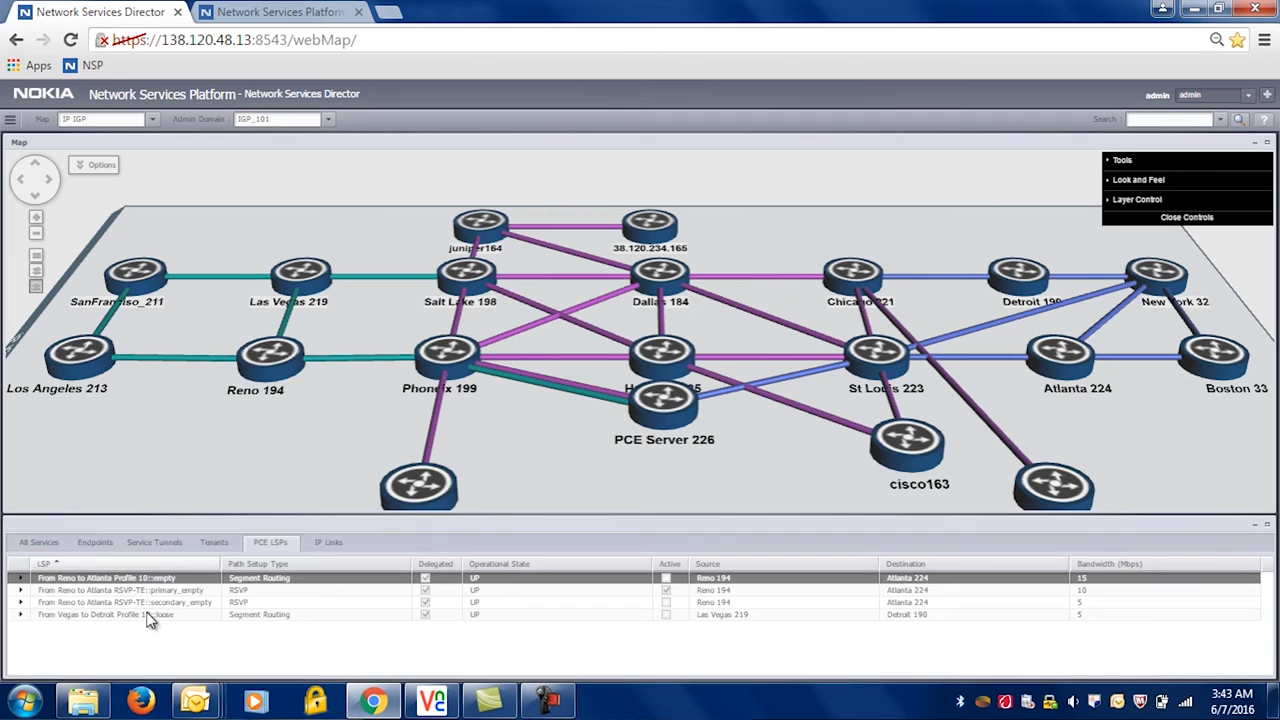 Network Services Director
Network Services Platform
https://138.120.48.13:8543/webMap/
Apps NSP
NOKIA Network Services Platform - Network Services Director admin admin
Map : IP IGP Admin Domain : IGP_101 Search :
Map
Options
Tools
Look and Feel
Layer Control
Close Controls
juniper164
38.120.234.165
Las Vegas 219
Salt Lake 198
Dallas 184
New York 32
Los Angeles 213
Reno 194
Phoneix 199
St Louis 223
Atlanta 224
Boston 33
PCE Server 226
cisco163
All Services Endpoints Service Tunnels Tenants PCE LSPs IP Links
LSP Path Setup Type Delegated Operational State Active Source Destination Bandwidth (Mbps)
From Reno to Atlanta Profile 10::empty Segment Routing UP Reno 194 Atlanta 224 15
From Reno to Atlanta RSVP-TE::primary_empty RSVP UP Reno 194 Atlanta 224 10
From Reno to Atlanta RSVP-TE::secondary_empty RSVP UP Reno 194 Atlanta 224 5
From Vegas to Detroit Profile Segment Routing UP Las Vegas 219 Detroit 190 5
3:43 AM
6/7/2016